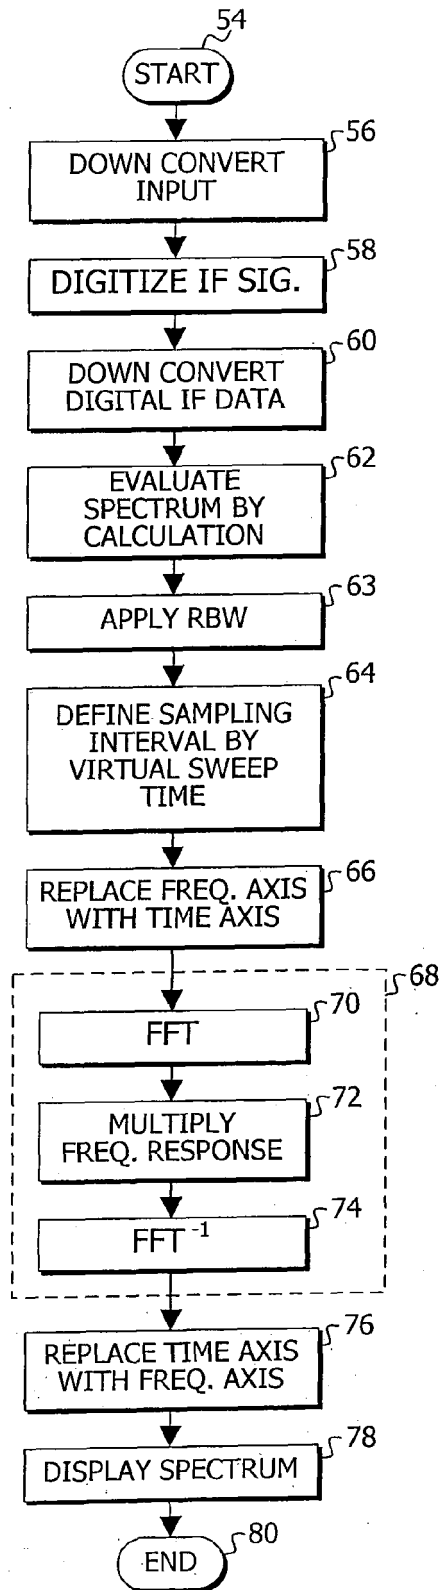 54
START
56
DOWN CONVERT
INPUT
58
DIGITIZE IF SIG.
60
DOWN CONVERT
DIGITAL IF DATA
62
EVALUATE
SPECTRUM BY
CALCULATION
63
APPLY RBW
64
DEFINE SAMPLING
INTERVAL BY
VIRTUAL SWEEP
TIME
66
REPLACE FREQ. AXIS
WITH TIME AXIS
68
70
FFT
72
MULTIPLY
FREQ. RESPONSE
74
FFT⁻¹
76
REPLACE TIME AXIS
WITH FREQ. AXIS
78
DISPLAY SPECTRUM
80
END